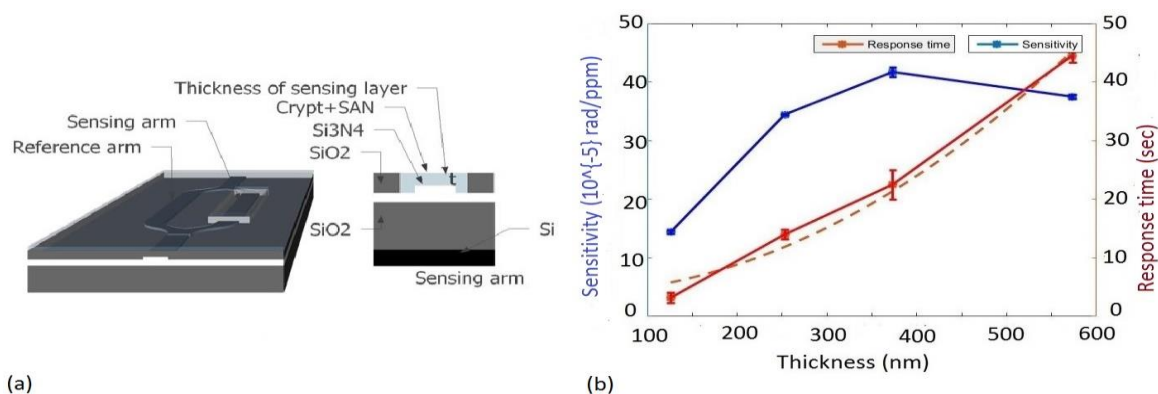 Thickness of sensing layer
Crypt+SAN
Sensing arm
Si3N4
Reference arm
SiO2
t
SiO2
Si
Sensing arm
(a)
50
40
30
20
10
0
Sensitivity (10^{-5} rad/ppm)
Response time
Sensitivity
50
40
30
20
10
0
Response time (sec)
100
200
300
400
500
600
Thickness (nm)
(b)